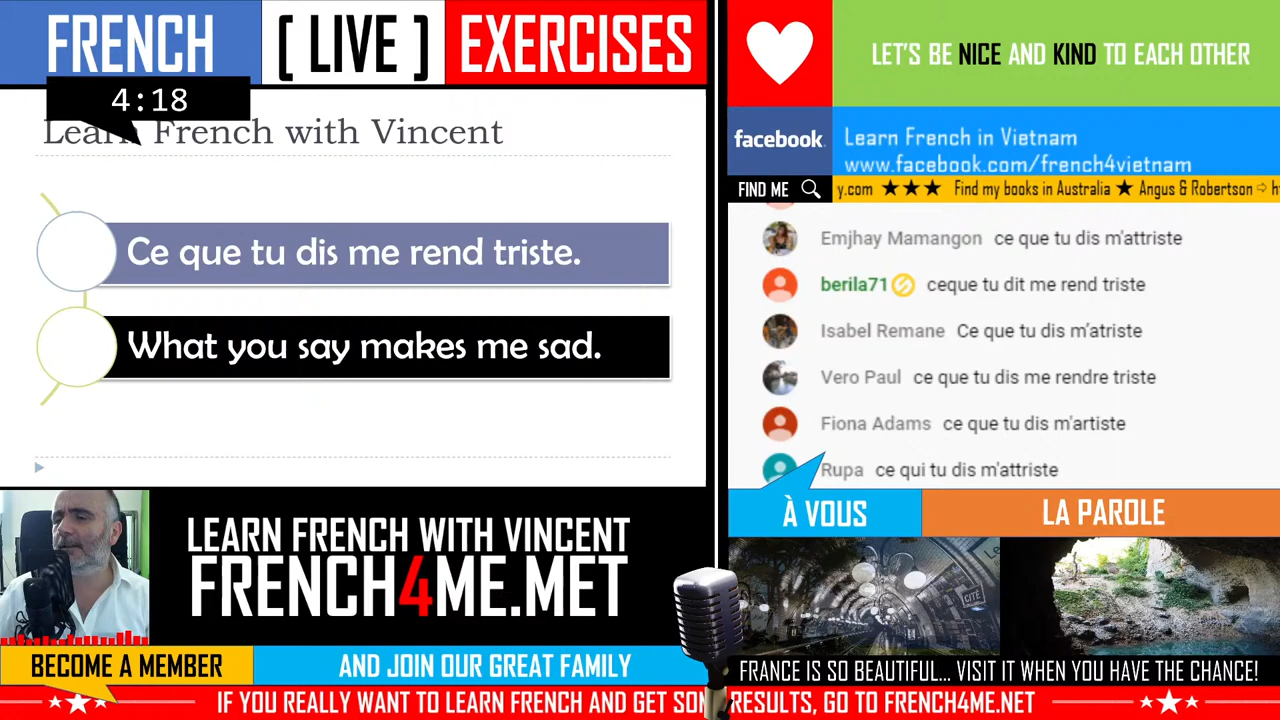 FRENCH [ LIVE ] EXERCISES
4:18
Learn French with Vincent
Ce que tu dis me rend triste.
What you say makes me sad.
LEARN FRENCH WITH VINCENT
FRENCH4ME.MET
BECOME A MEMBER AND JOIN OUR GREAT FAMILY
LET'S BE NICE AND KIND TO EACH OTHER
facebook. Learn French in Vietnam
www.facebook.com/french4vietnam
FIND ME y.com ★★★ Find my books in Australia ★ Angus & Robertson ⇨
Emjhay Mamangon ce que tu dis m'attriste
berila71 ceque tu dit me rend triste
Isabel Remane Ce que tu dis m’atriste
Vero Paul ce que tu dis me rendre triste
Fiona Adams ce que tu dis m'artiste
Rupa ce qui tu dis m'attriste
À VOUS LA PAROLE
CITÉ
FRANCE IS SO BEAUTIFUL... VISIT IT WHEN YOU HAVE THE CHANCE!
IF YOU REALLY WANT TO LEARN FRENCH AND GET RESULTS, GO TO FRENCH4ME.NET